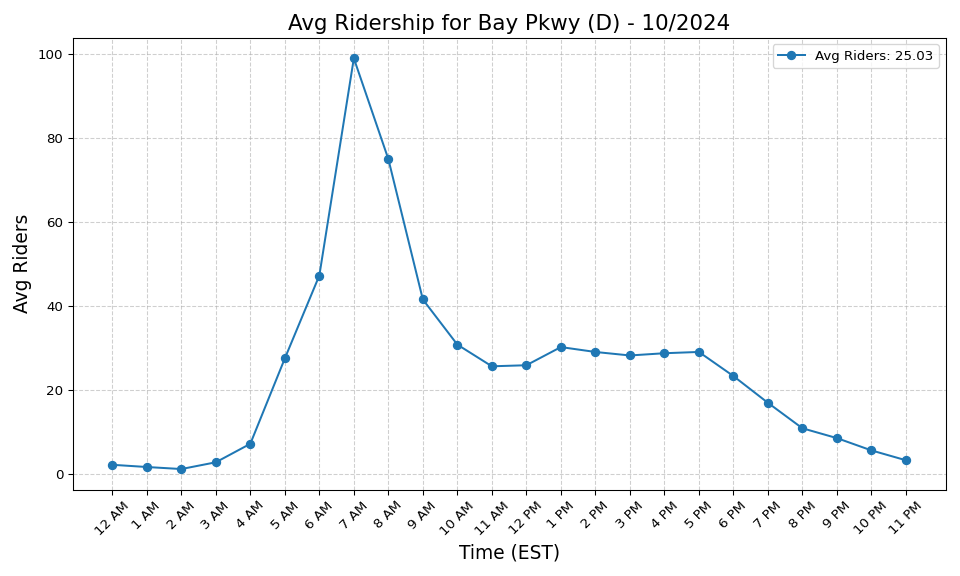 Avg Ridership for Bay Pkwy (D) - 10/2024
Avg Riders: 25.03
Avg Riders
100
80
60
40
20
0
12 AM
1 AM
2 AM
3 AM
4 AM
5 AM
6 AM
7 AM
8 AM
9 AM
10 AM
11 AM
12 PM
1 PM
2 PM
3 PM
4 PM
5 PM
6 PM
7 PM
8 PM
9 PM
10 PM
11 PM
Time (EST)